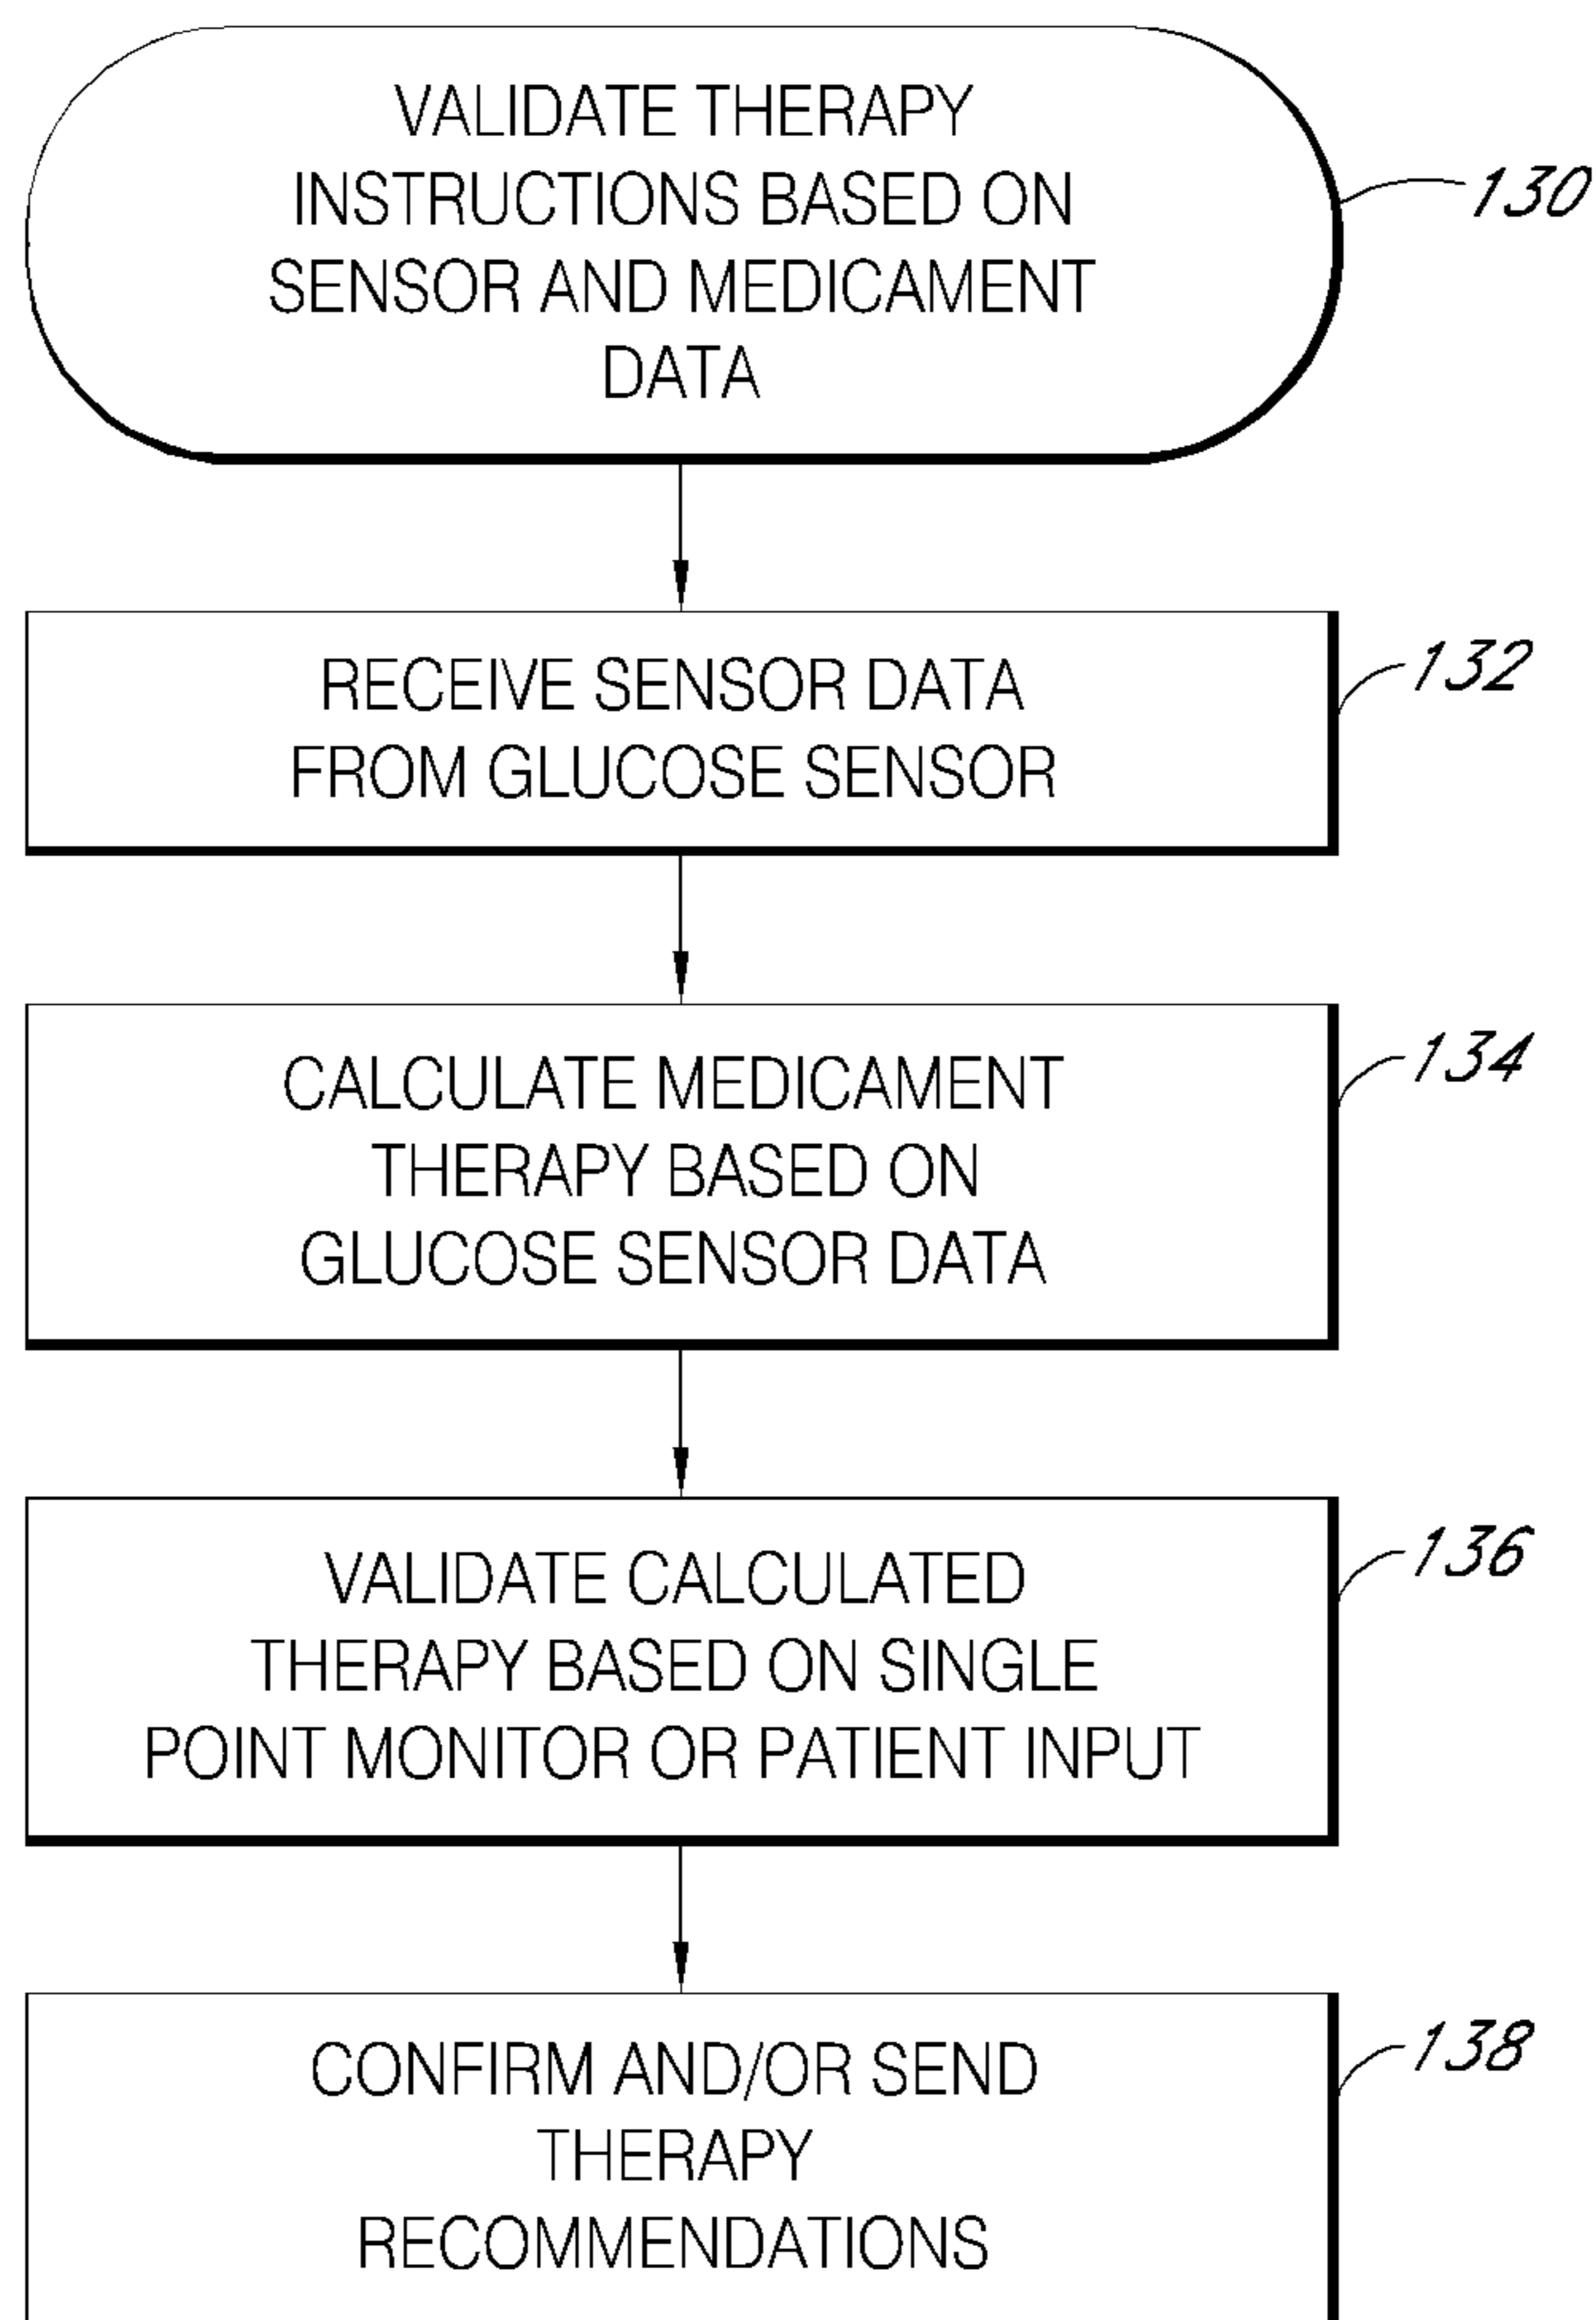 VALIDATE THERAPY
INSTRUCTIONS BASED ON
SENSOR AND MEDICAMENT
DATA
130
RECEIVE SENSOR DATA
FROM GLUCOSE SENSOR
132
CALCULATE MEDICAMENT
THERAPY BASED ON
GLUCOSE SENSOR DATA
134
VALIDATE CALCULATED
THERAPY BASED ON SINGLE
POINT MONITOR OR PATIENT INPUT
136
CONFIRM AND/OR SEND
THERAPY
RECOMMENDATIONS
138